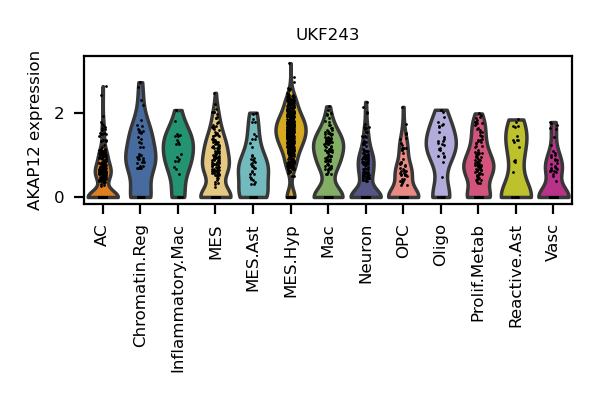 UKF243
AKAP12 expression
2
0
AC
Chromatin.Reg
Inflammatory.Mac
MES
MES.Ast
MES.Hyp
Mac
Neuron
OPC
Oligo
Prolif.Metab
Reactive.Ast
Vasc